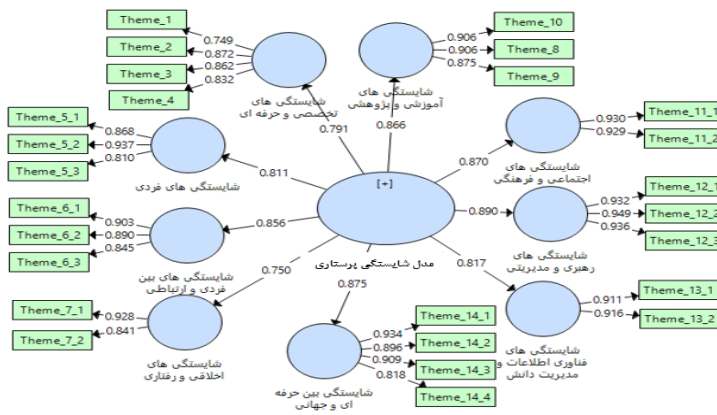 Theme_1
Theme_2
Theme_3
Theme_4
0.749
0.872
0.862
0.832
شایستگی های
تخصصی و حرفه ای
0.791
Theme_10
Theme_8
Theme_9
0.906
0.906
0.875
شایستگی های
آموزشی و پژوهشی
0.866
Theme_5_1
Theme_5_2
Theme_5_3
0.868
0.937
0.810
شایستگی های فردی
0.811
Theme_11_1
Theme_11_2
0.930
0.929
شایستگی های
اجتماعی و فرهنگی
0.870
[+]
مدل شایستگی پرستاری
Theme_6_1
Theme_6_2
Theme_6_3
0.903
0.890
0.845
شایستگی های بین
فردی و ارتباطی
0.856
Theme_12_1
Theme_12_2
Theme_12_3
0.932
0.949
0.936
شایستگی های
رهبری و مدیریتی
0.890
Theme_7_1
Theme_7_2
0.928
0.841
شایستگی های
اخلاقی و رفتاری
0.750
Theme_14_1
Theme_14_2
Theme_14_3
Theme_14_4
0.934
0.896
0.909
0.818
شایستگی بین حرفه
ای و جهانی
0.875
Theme_13_1
Theme_13_2
0.911
0.916
شایستگی های
فناوری اطلاعات و
مدیریت دانش
0.817